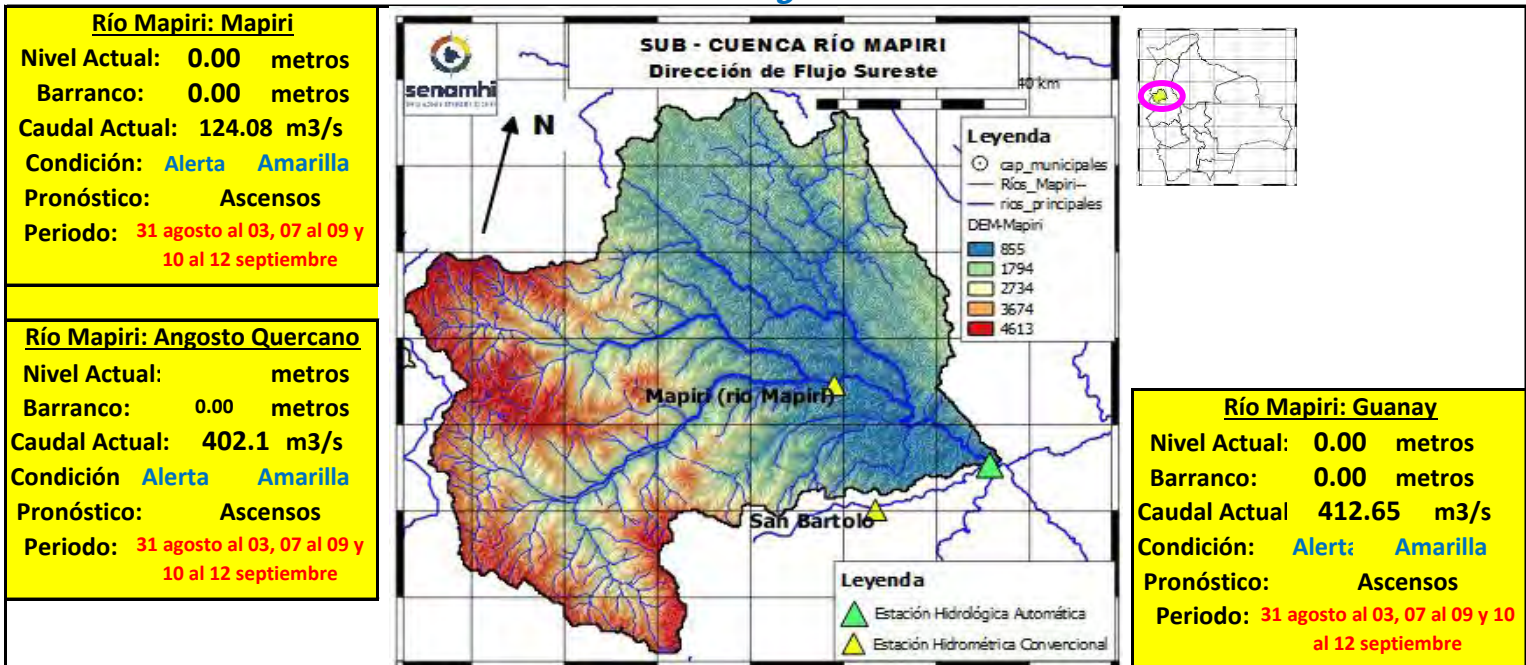 Río Mapiri: Mapiri
Nivel Actual: 0.00 metros
Barranco: 0.00 metros
Caudal Actual: 124.08 m3/s
Condición: Alerta Amarilla
Pronóstico: Ascensos
Periodo: 31 agosto al 03, 07 al 09 y
10 al 12 septiembre
Río Mapiri: Angosto Quercano
Nivel Actual: metros
Barranco: 0.00 metros
Caudal Actual: 402.1 m3/s
Condición Alerta Amarilla
Pronóstico: Ascensos
Periodo: 31 agosto al 03, 07 al 09 y
10 al 12 septiembre
senamhi
SUB - CUENCA RÍO MAPIRI
Dirección de Flujo Sureste
40 km
N
Leyenda
cap_municipales
Ríos_Mapiri--
rios_principales
DEM-Mapiri
855
1794
2734
3674
4613
Mapiri (rio Mapiri)
San Bartolo
Leyenda
Estación Hidrológica Automática
Estación Hidrométrica Convencional
Río Mapiri: Guanay
Nivel Actual: 0.00 metros
Barranco: 0.00 metros
Caudal Actual 412.65 m3/s
Condición: Alerta Amarilla
Pronóstico: Ascensos
Periodo: 31 agosto al 03, 07 al 09 y 10
al 12 septiembre